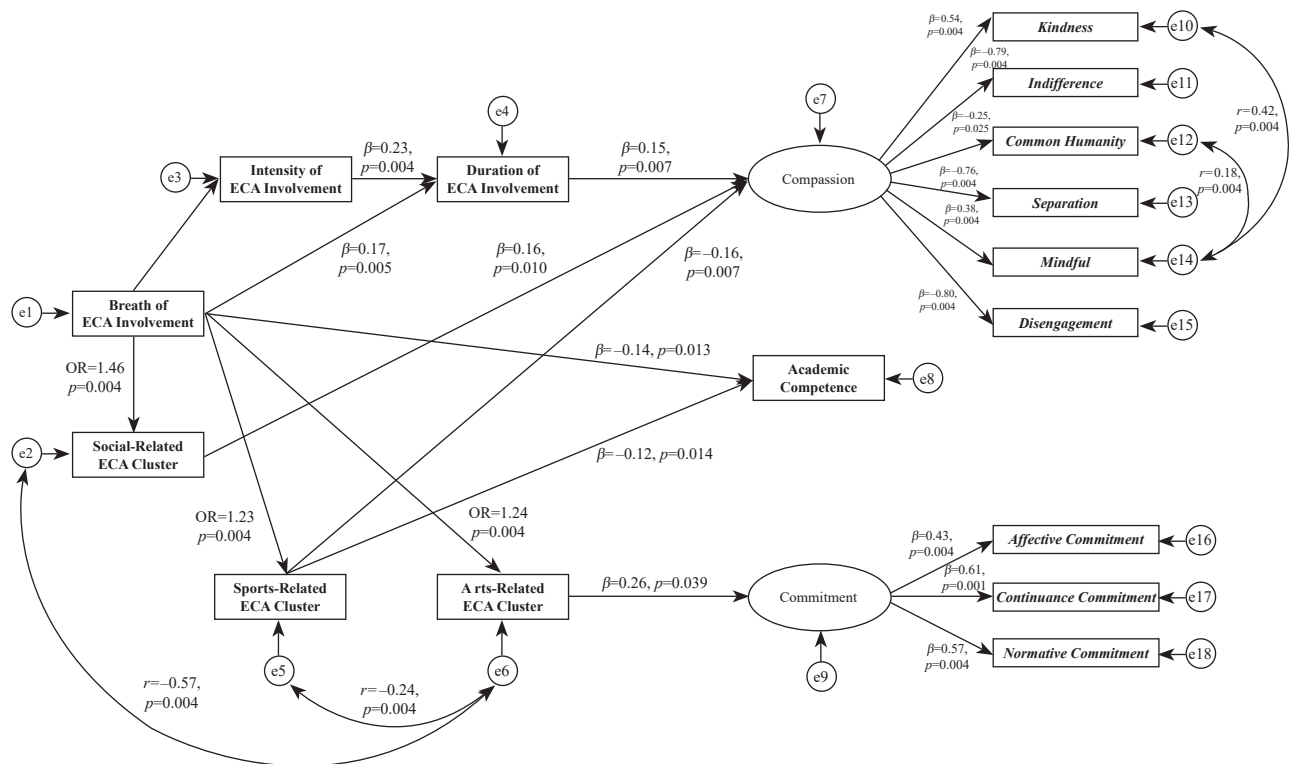 β=0.54,
p=0.004
Kindness
e10
β=–0.79,
p=0.004
Indifference
e11
e7
e4
r=0.42,
p=0.004
β=–0.25,
p=0.025
Common Humanity
e12
β=0.23,
p=0.004
β=0.15,
p=0.007
e3
Intensity of
ECA Involvement
Duration of
ECA Involvement
Compassion
β=–0.76,
p=0.004
r=0.18,
p=0.004
Separation
e13
β=0.38,
p=0.004
β=0.17,
p=0.005
β=0.16,
p=0.010
β=–0.16,
p=0.007
Mindful
e14
e1
Breath of
ECA Involvement
β=–0.80,
p=0.004
Disengagement
e15
β=–0.14, p=0.013
OR=1.46
p=0.004
Academic
Competence
e8
e2
Social-Related
ECA Cluster
β=–0.12, p=0.014
OR=1.23
p=0.004
OR=1.24
p=0.004
β=0.43,
p=0.004
Affective Commitment
e16
Sports-Related
ECA Cluster
A rts-Related
ECA Cluster
β=0.26, p=0.039
Commitment
β=0.61,
p=0.001
Continuance Commitment
e17
β=0.57,
p=0.004
Normative Commitment
e18
e5
e6
e9
r=–0.57,
p=0.004
r=–0.24,
p=0.004